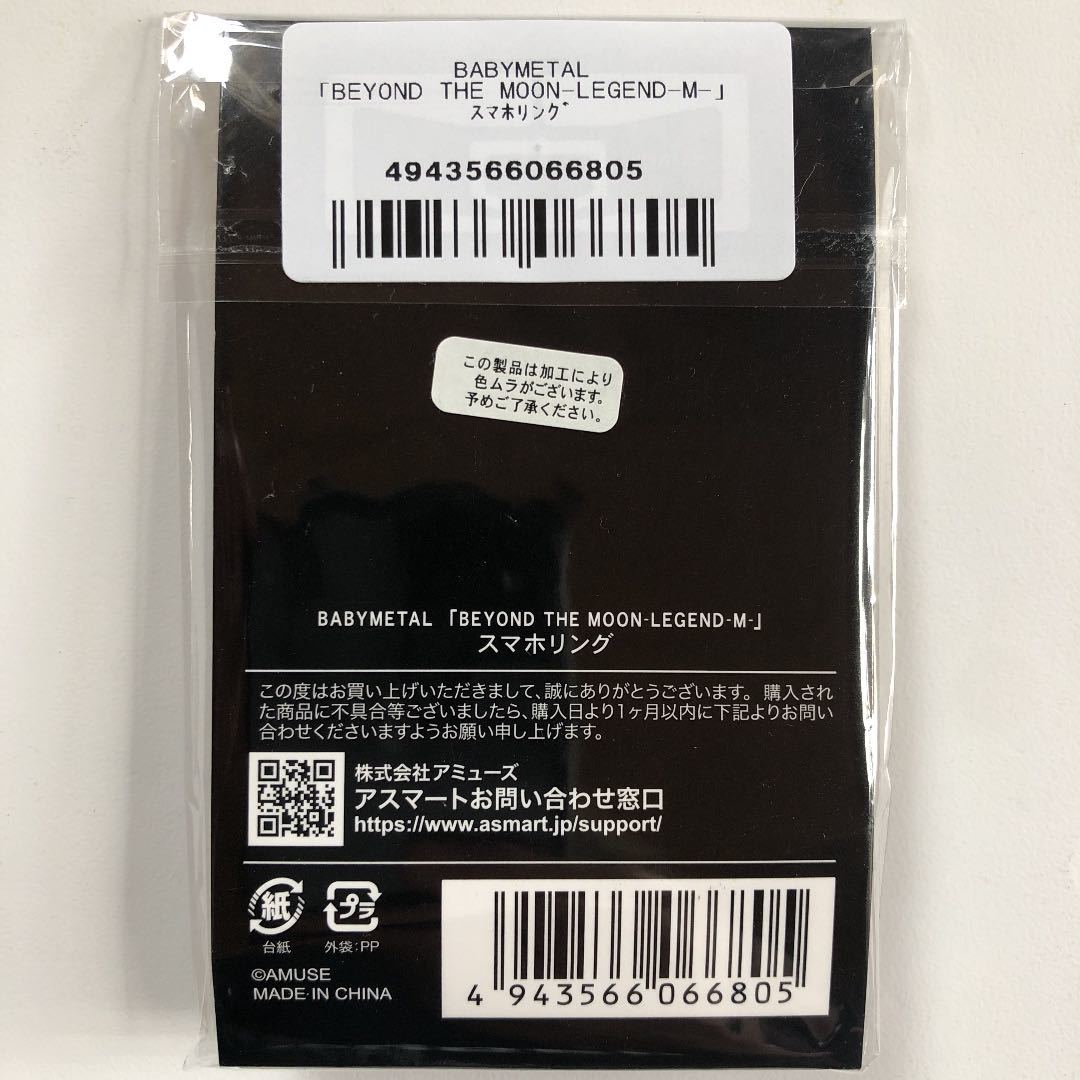 BABYMETAL
「BEYOND THE MOON-LEGEND-M-」
スマホリング
4943566066805
この製品は加工により
色ムラがございます。
予めご了承ください。
BABYMETAL「BEYOND THE MOON-LEGEND-M-」
スマホリング
この度はお買い上げいただきまして、誠にありがとうございます。購入され
た商品に不具合等ございましたら、購入日より1ヶ月以内に下記よりお問い
合わせくださいますようお願い申し上げます。
株式会社アミューズ
アスマートお問い合わせ窓口
https://www.asmart.jp/support/
紙 プラ
台紙 外袋:PP
©AMUSE
MADE IN CHINA
4 943566 066805